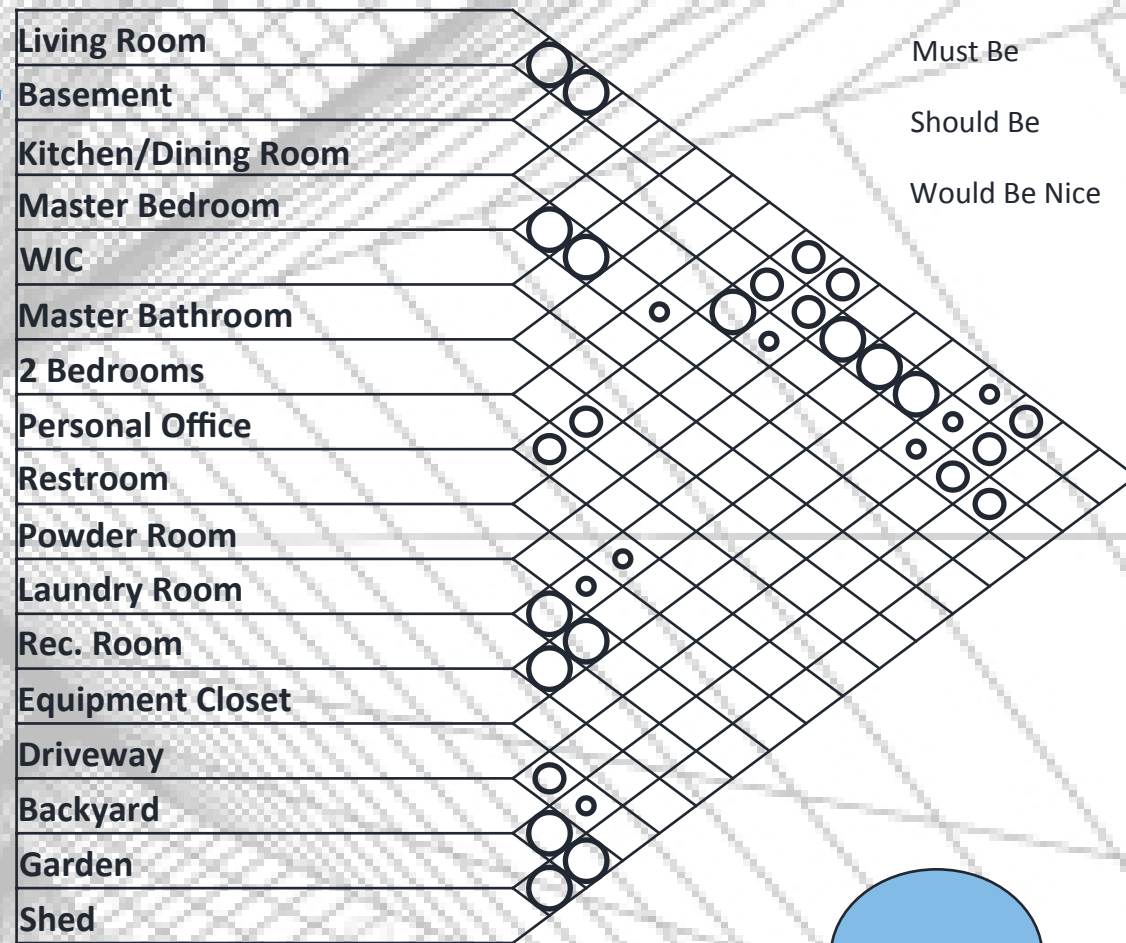 Living Room
Basement
Kitchen/Dining Room
Master Bedroom
WIC
Master Bathroom
2 Bedrooms
Personal Office
Restroom
Powder Room
Laundry Room
Rec. Room
Equipment Closet
Driveway
Backyard
Garden
Shed
Must Be
Should Be
Would Be Nice